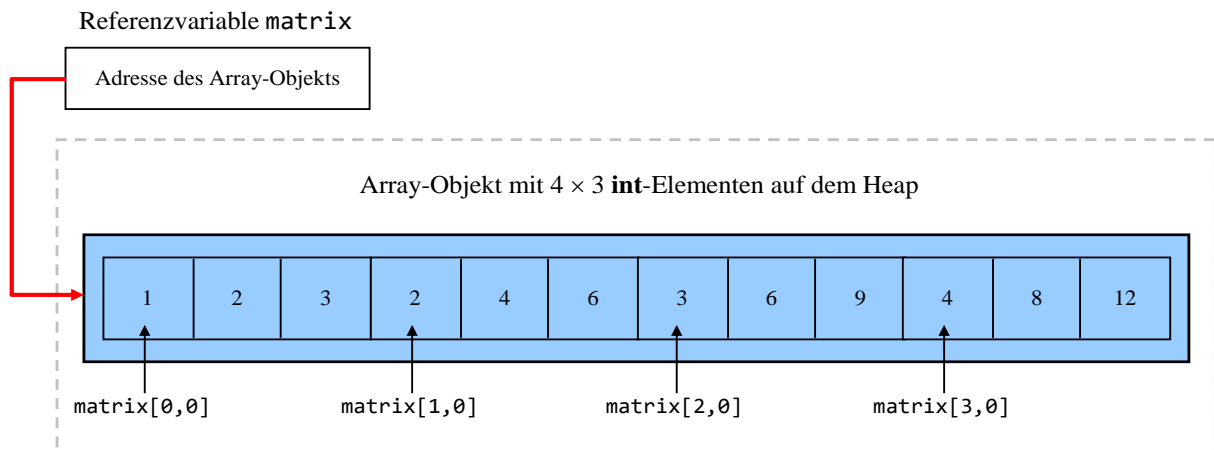 Referenzvariable matrix
Adresse des Array-Objekts
Array-Objekt mit 4 × 3 int-Elementen auf dem Heap
1 2 3 2 4 6 3 6 9 4 8 12
matrix[0,0] matrix[1,0] matrix[2,0] matrix[3,0]